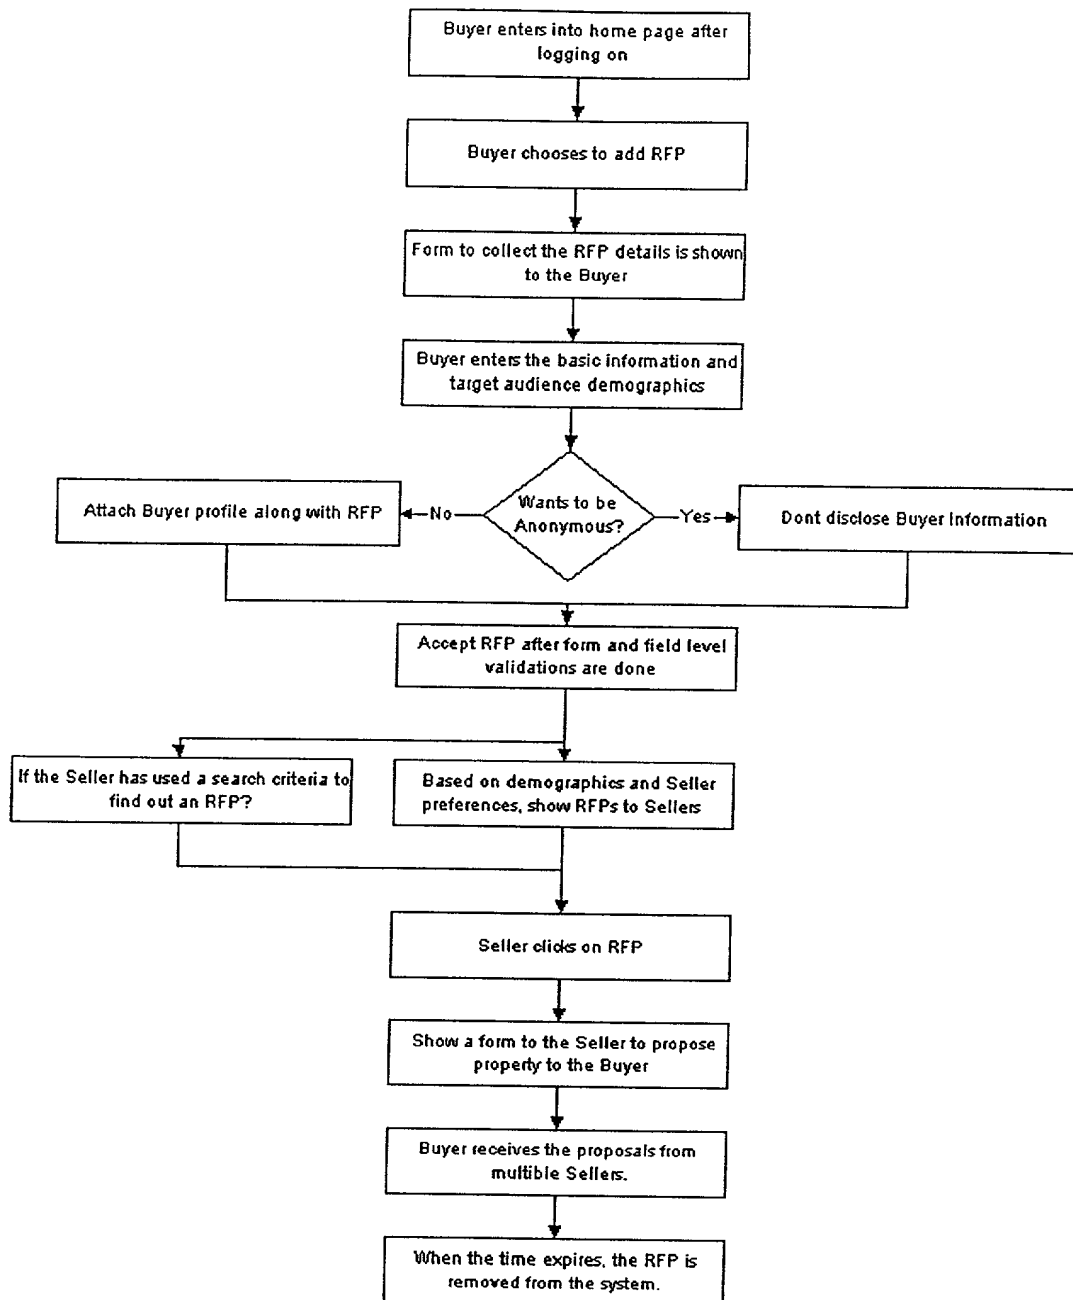 Buyer enters into home page after
logging on
Buyer chooses to add RFP
Form to collect the RFP details is shown
to the Buyer
Buyer enters the basic information and
target audience demographics
Attach Buyer profile along with RFP
No
Wants to be
Anonymous?
Yes
Dont disclose Buyer Information
Accept RFP after form and field level
validations are done
If the Seller has used a search criteria to
find out an RFP?
Based on demographics and Seller
preferences, show RFPs to Sellers
Seller clicks on RFP
Show a form to the Seller to propose
property to the Buyer
Buyer receives the proposals from
multible Sellers.
When the time expires, the RFP is
removed from the system.